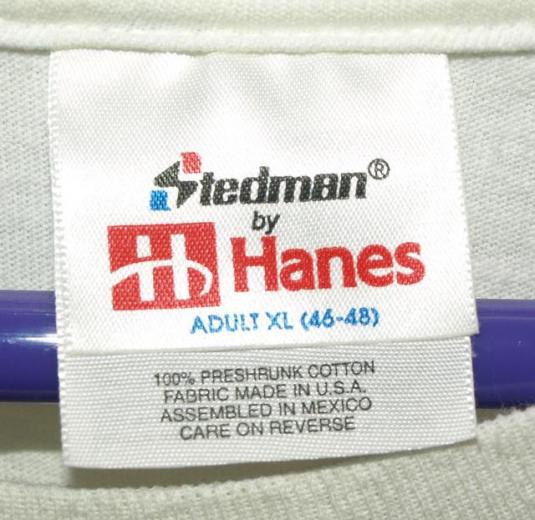 Stedman®
by
H Hanes
ADULT XL (46-48)
100% PRESHRUNK COTTON
FABRIC MADE IN U.S.A.
ASSEMBLED IN MEXICO
CARE ON REVERSE